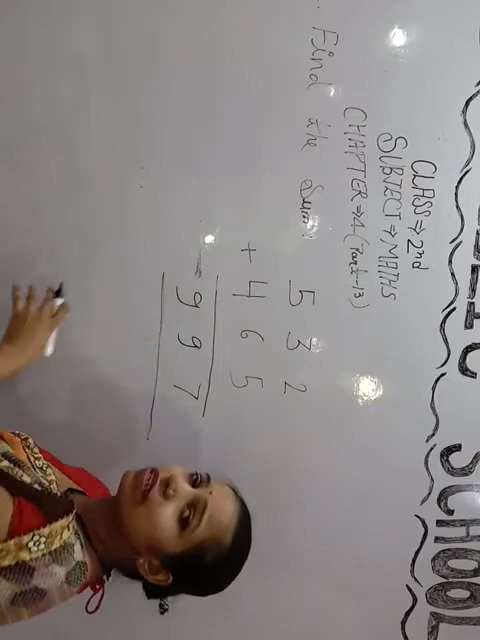 SCHOOL
CLASS ⇒ 2nd
SUBJECT ⇒ MATHS
CHAPTER ⇒ 4 (Part-13)
Find the Sum:
5 3 2
+ 4 6 5
9 9 7